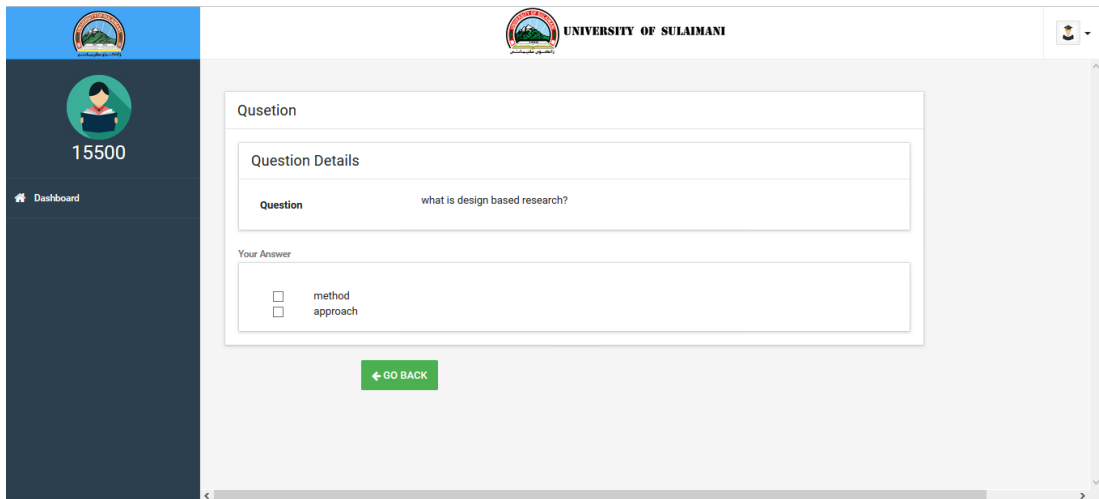 UNIVERSITY OF SULAIMANI
15500
Dashboard
Qusetion
Question Details
Question what is design based research?
Your Answer
method
approach
GO BACK